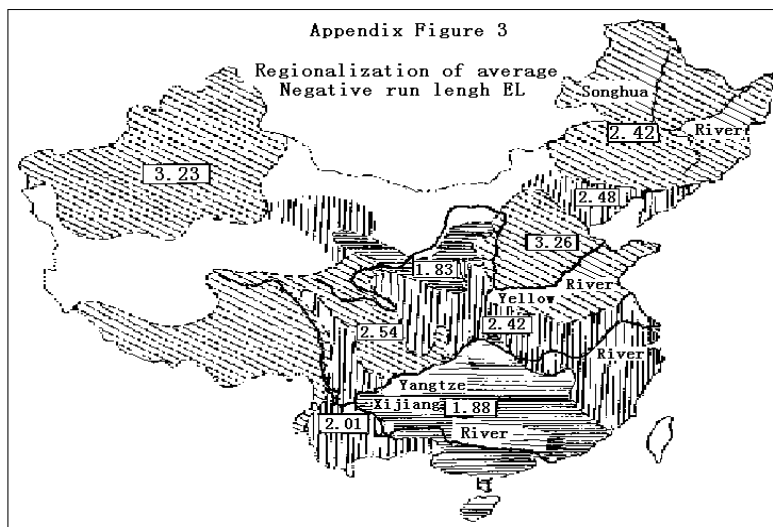 Appendix Figure 3
Regionalization of average
Negative run lengh EL
Songhua
2.42
River
3.23
2.48
3.26
1.83
River
Yellow
2.42
2.54
River
Yangtze
Xijiang
1.88
2.01
River